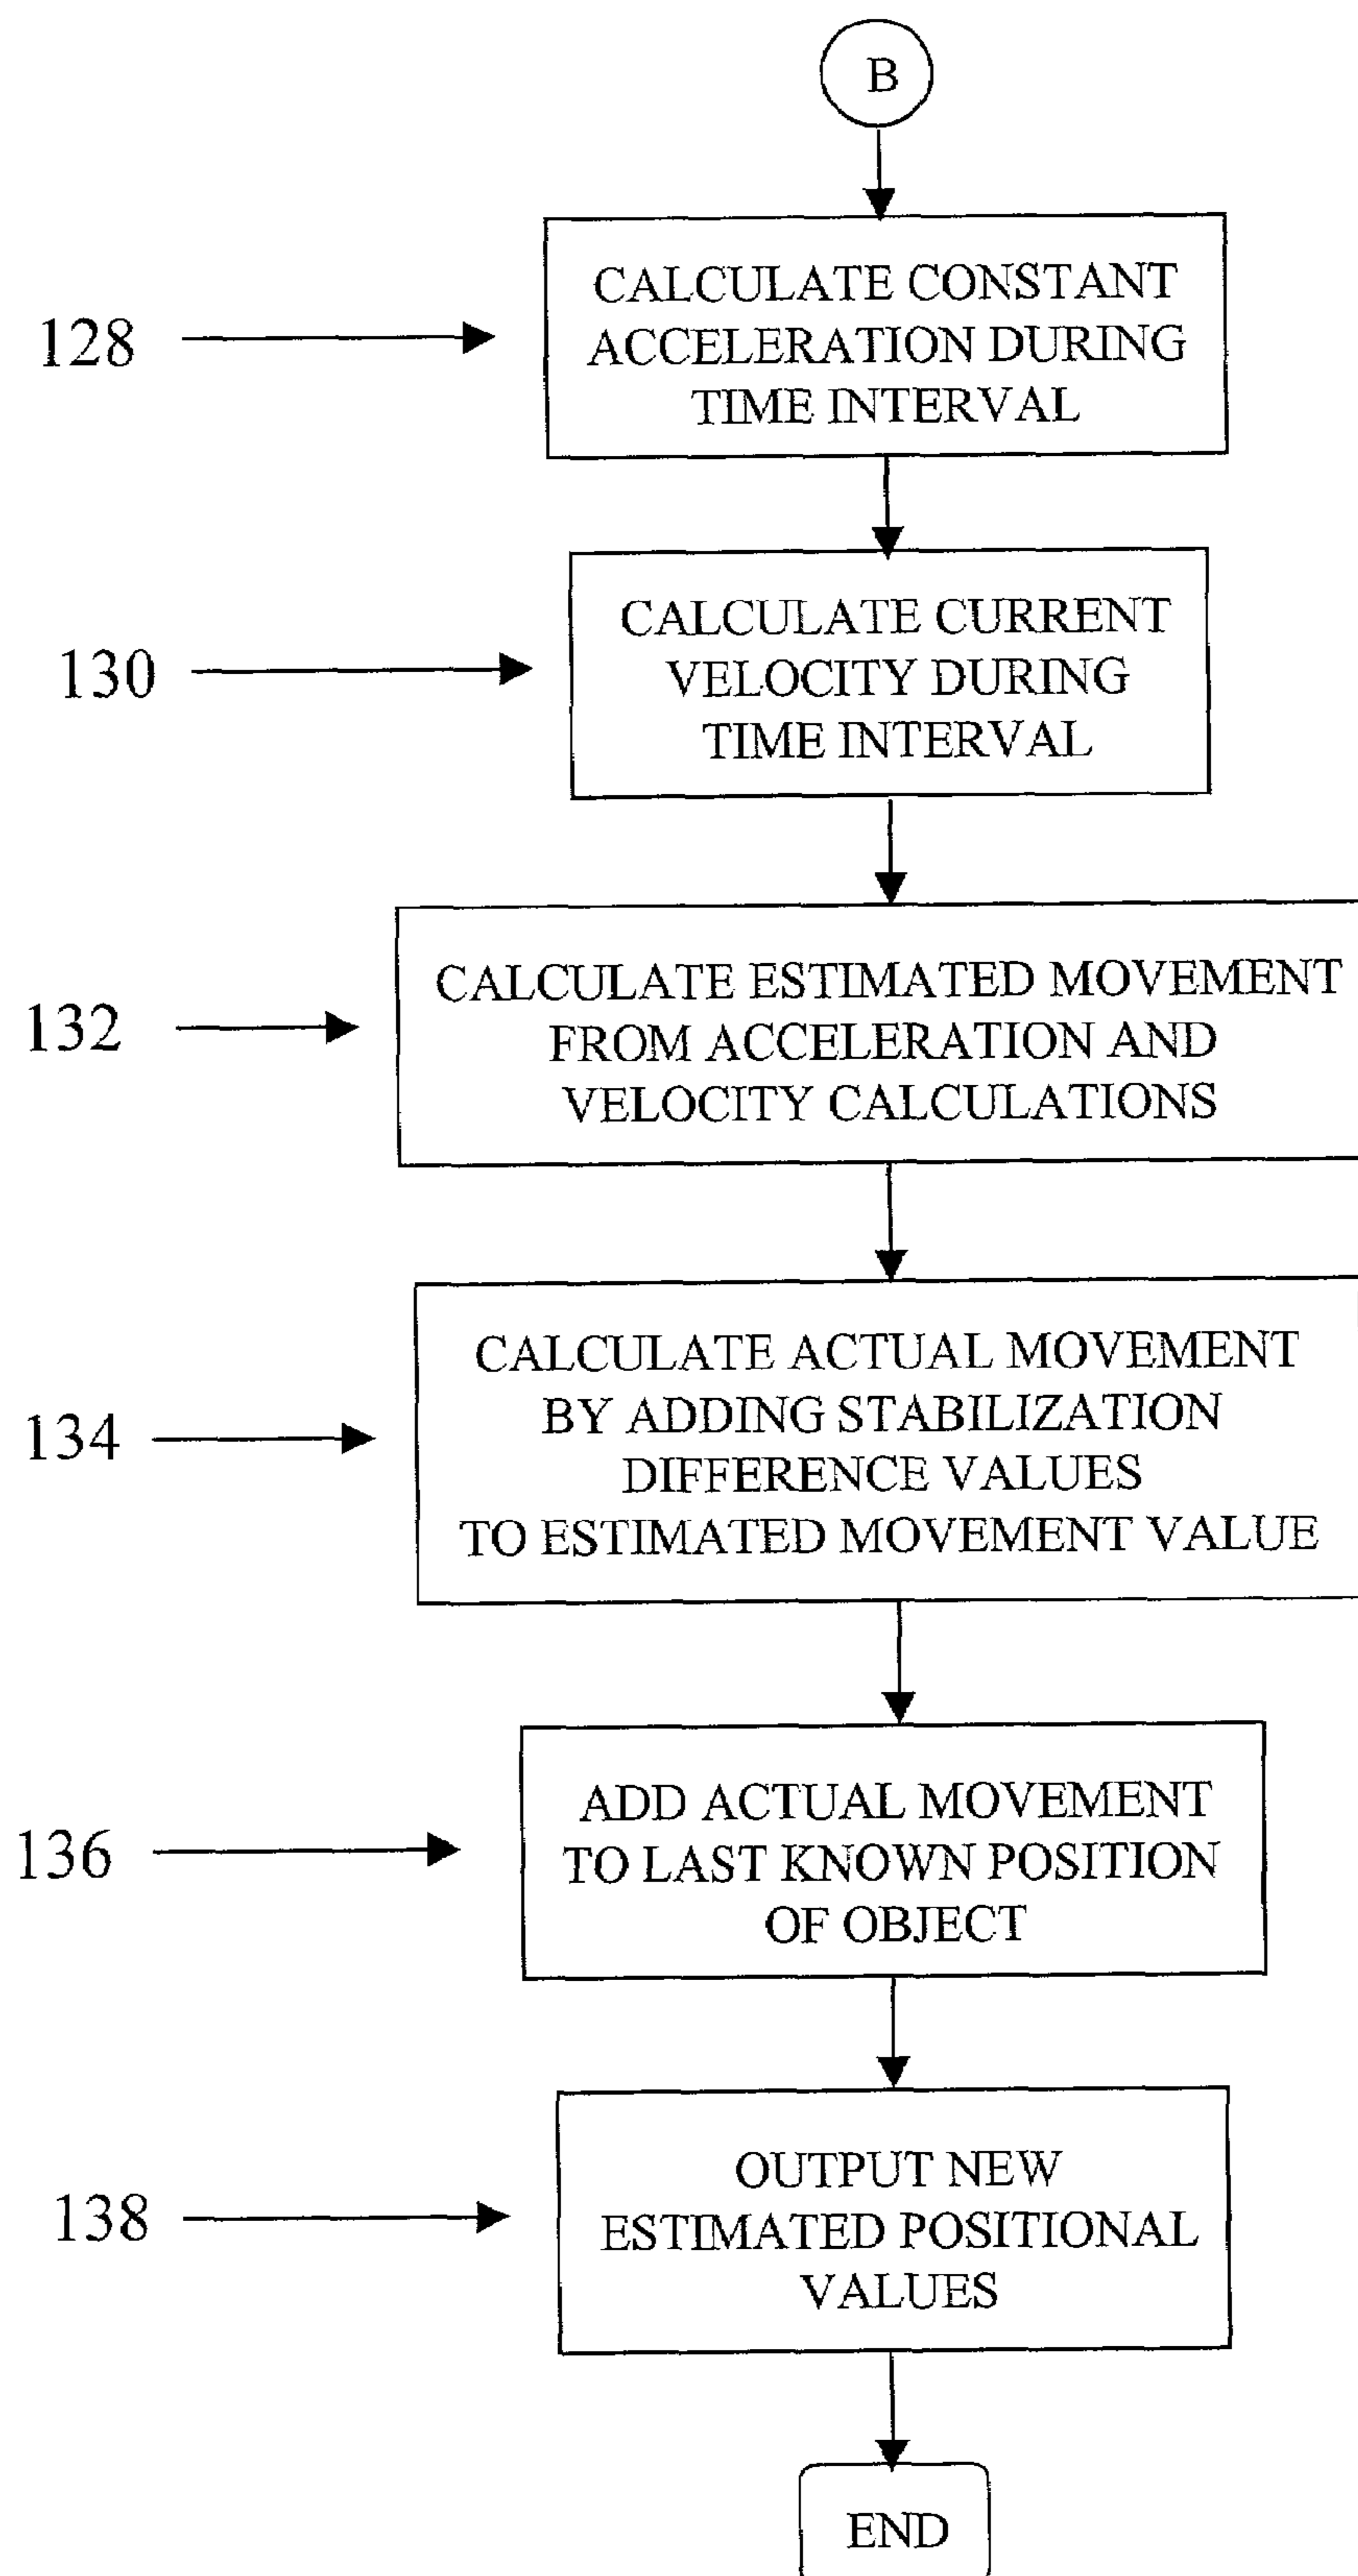 B
128
CALCULATE CONSTANT
ACCELERATION DURING
TIME INTERVAL
130
CALCULATE CURRENT
VELOCITY DURING
TIME INTERVAL
132
CALCULATE ESTIMATED MOVEMENT
FROM ACCELERATION AND
VELOCITY CALCULATIONS
134
CALCULATE ACTUAL MOVEMENT
BY ADDING STABILIZATION
DIFFERENCE VALUES
TO ESTIMATED MOVEMENT VALUE
136
ADD ACTUAL MOVEMENT
TO LAST KNOWN POSITION
OF OBJECT
138
OUTPUT NEW
ESTIMATED POSITIONAL
VALUES
END